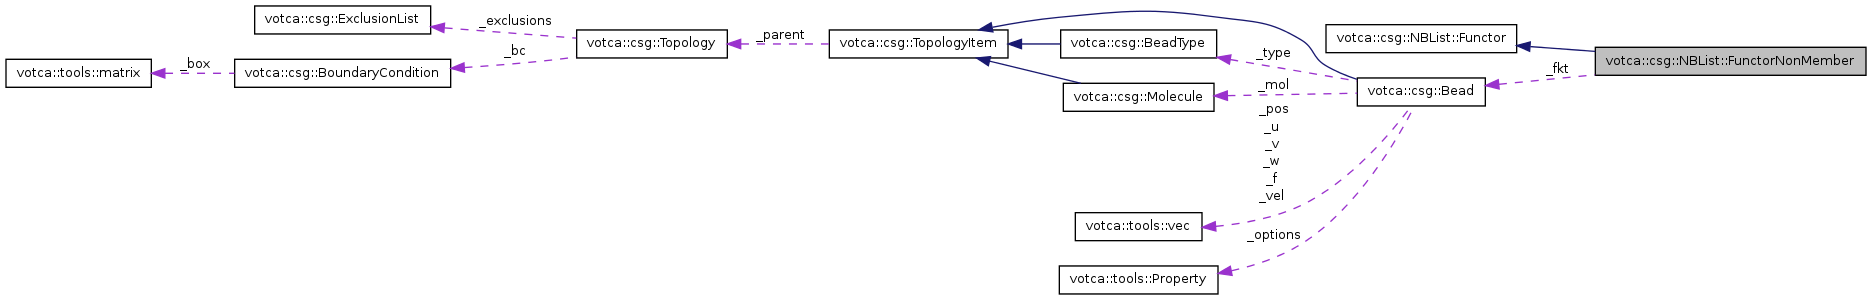 votca::csg::ExclusionList
_exclusions
votca::csg::Topology
_parent
votca::csg::TopologyItem
votca::csg::BeadType
votca::csg::NBList::Functor
votca::csg::NBList::FunctorNonMember
votca::tools::matrix
_box
votca::csg::BoundaryCondition
_bc
_type
_fkt
votca::csg::Molecule
_mol
votca::csg::Bead
_pos
_u
_v
_w
_f
_vel
votca::tools::vec
_options
votca::tools::Property